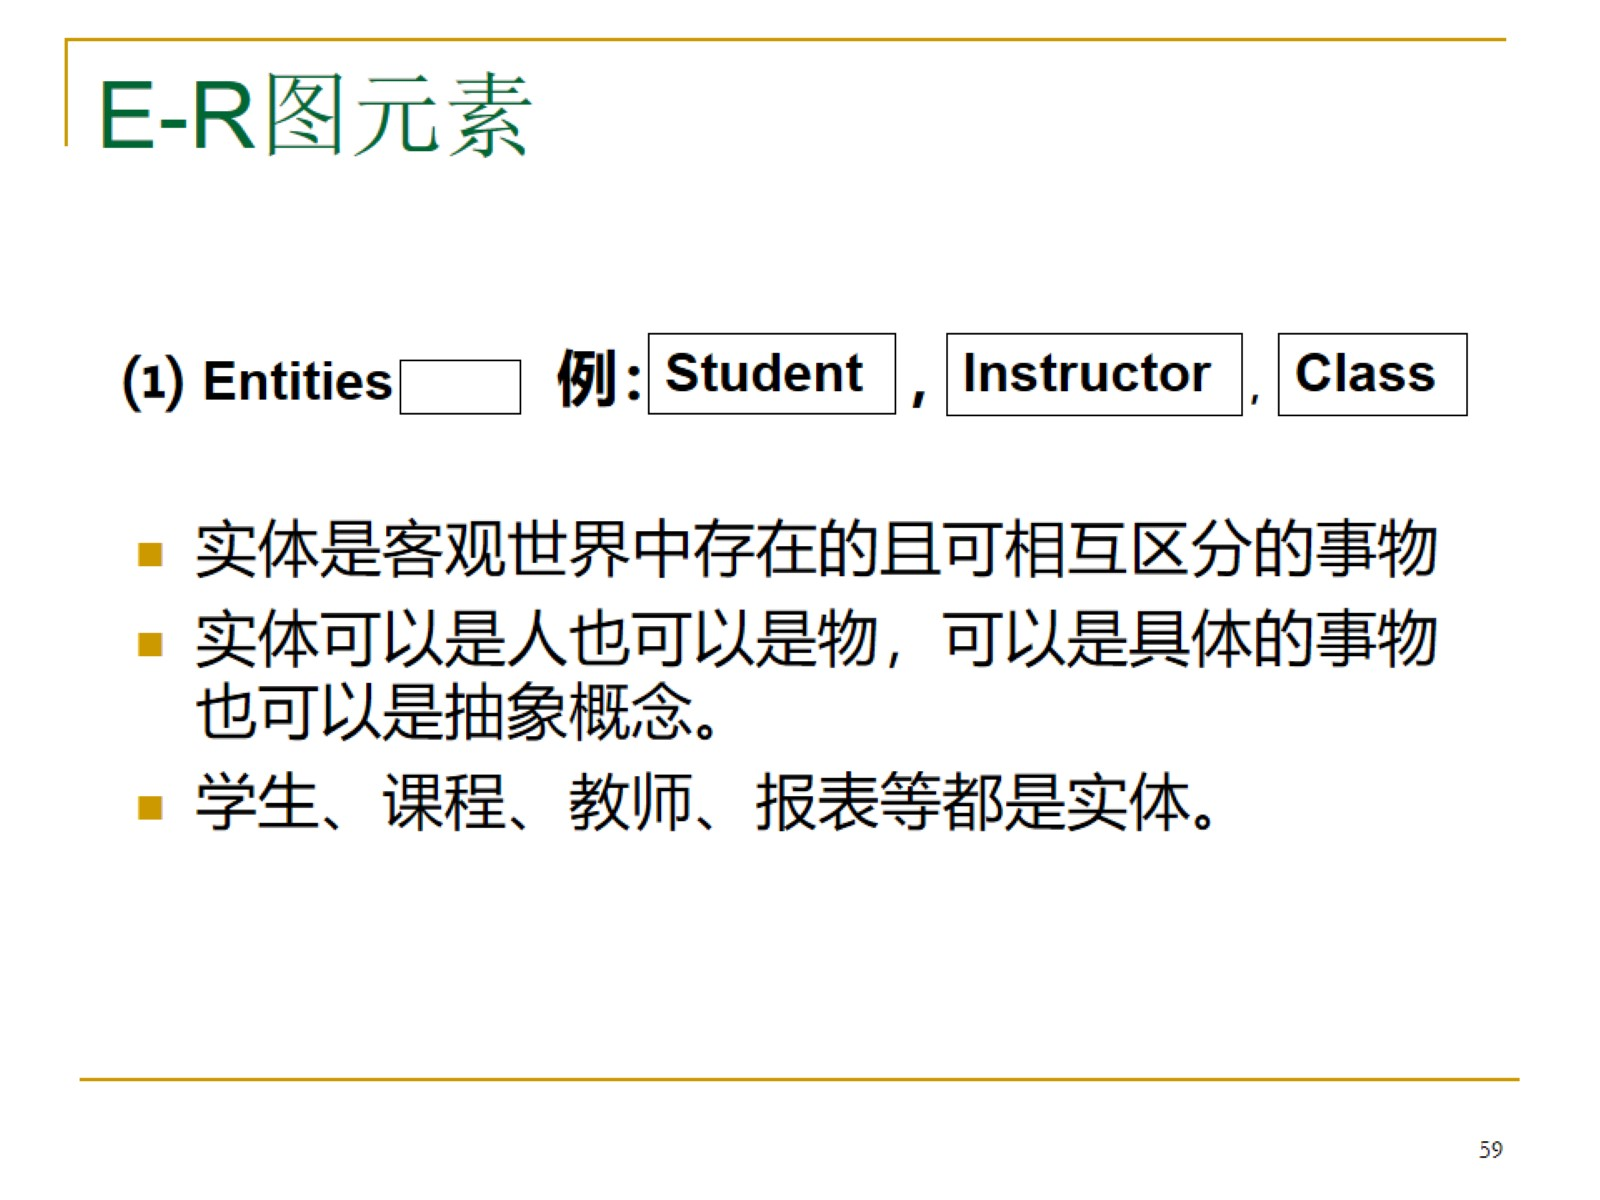 E-R图元素
(1) Entities 例: Student , Instructor , Class
实体是客观世界中存在的且可相互区分的事物
实体可以是人也可以是物，可以是具体的事物
也可以是抽象概念。
学生、课程、教师、报表等都是实体。
59